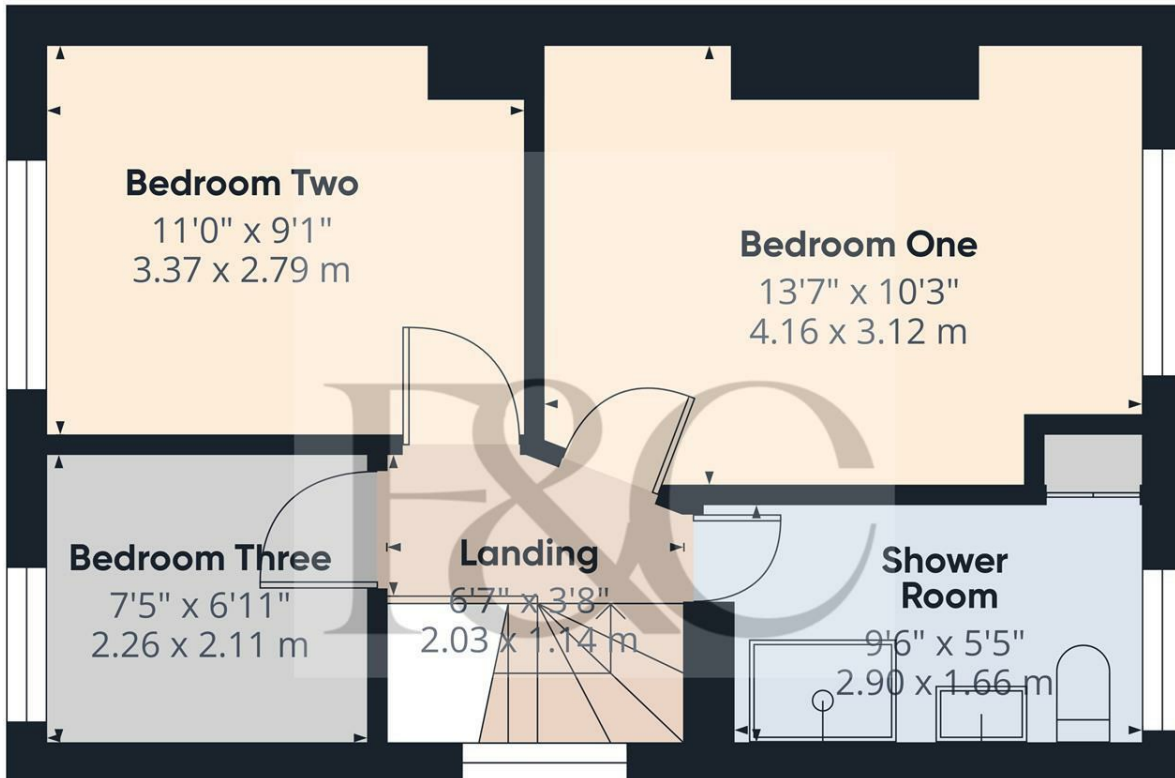 Bedroom Two
11'0" x 9'1"
3.37 x 2.79 m
Bedroom One
13'7" x 10'3"
4.16 x 3.12 m
Bedroom Three
7'5" x 6'11"
2.26 x 2.11 m
Landing
6'7" x 3'8"
2.03 x 1.14 m
Shower
Room
9'6" x 5'5"
2.90 x 1.66 m
F&C